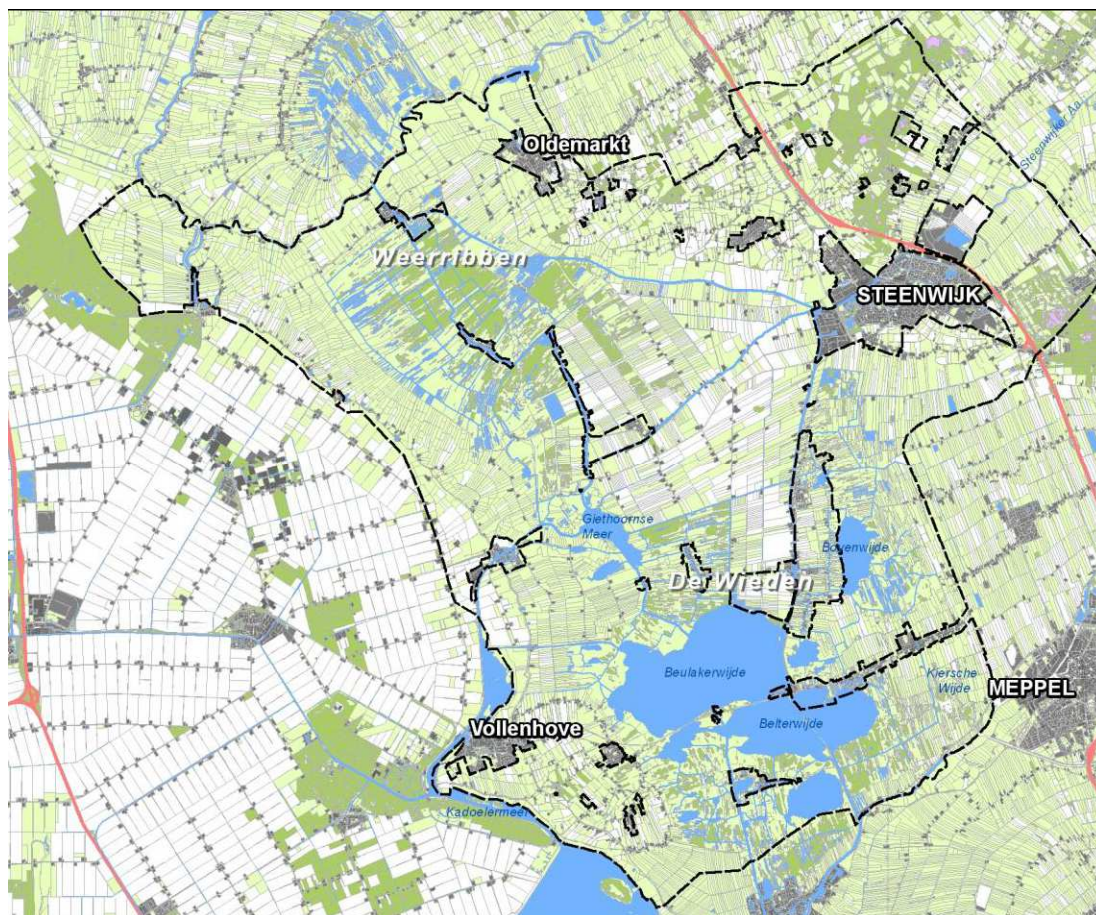 Oldemarkt
Steenwijker Aa
Weerribben
STEENWIJK
Giethoornse
Meer
Bovenwijde
De Wieden
Beulakerwijde
Kiersche
Wijde
MEPPEL
Belterwijde
Vollenhove
Kadoelermeer